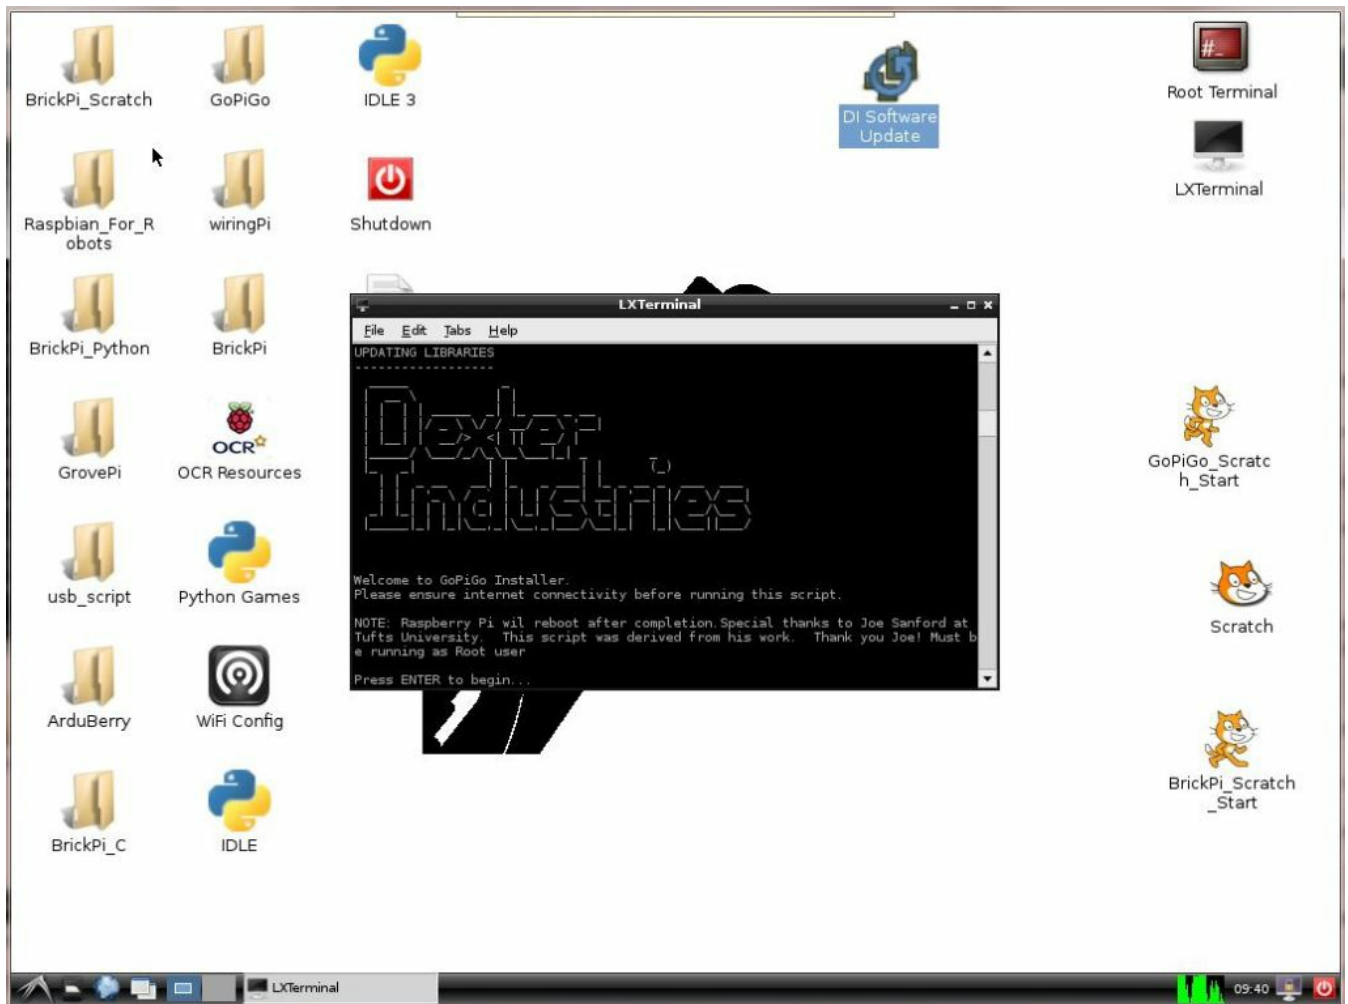 BrickPi_Scratch
GoPiGo
IDLE 3
DI Software
Update
#_
Root Terminal
LXTerminal
Raspbian_For_R
obots
wiringPi
Shutdown
BrickPi_Python
BrickPi
GrovePi
OCR
OCR Resources
usb_script
Python Games
ArduBerry
WiFi Config
BrickPi_C
IDLE
LXTerminal
File Edit Tabs Help
UPDATING LIBRARIES
------------------
Dexter
Industries
Welcome to GoPiGo Installer.
Please ensure internet connectivity before running this script.
NOTE: Raspberry Pi wil reboot after completion.Special thanks to Joe Sanford at
Tufts University.  This script was derived from his work.  Thank you Joe! Must b
e running as Root user
Press ENTER to begin...
GoPiGo_Scratc
h_Start
Scratch
BrickPi_Scratch
_Start
LXTerminal
09:40